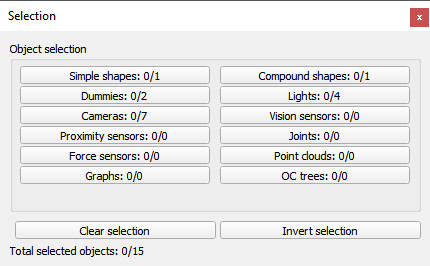 Selection
x
Object selection
Simple shapes: 0/1 Compound shapes: 0/1
Dummies: 0/2 Lights: 0/4
Cameras: 0/7 Vision sensors: 0/0
Proximity sensors: 0/0 Joints: 0/0
Force sensors: 0/0 Point clouds: 0/0
Graphs: 0/0 OC trees: 0/0
Clear selection Invert selection
Total selected objects: 0/15